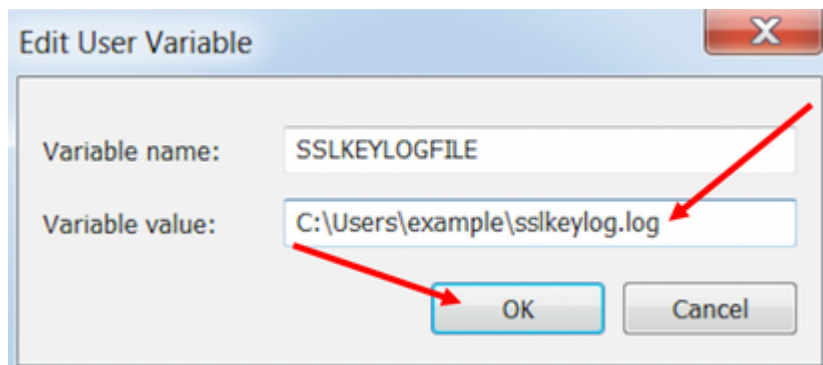 Edit User Variable
Variable name: SSLKEYLOGFILE
Variable value: C:\Users\example\sslkeylog.log
OK Cancel